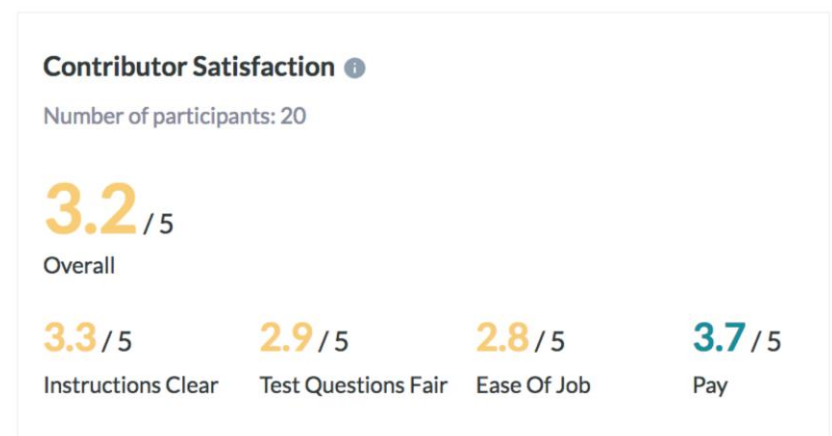 Contributor Satisfaction i
Number of participants: 20
3.2 / 5
Overall
3.3 / 5 2.9 / 5 2.8 / 5 3.7 / 5
Instructions Clear Test Questions Fair Ease Of Job Pay